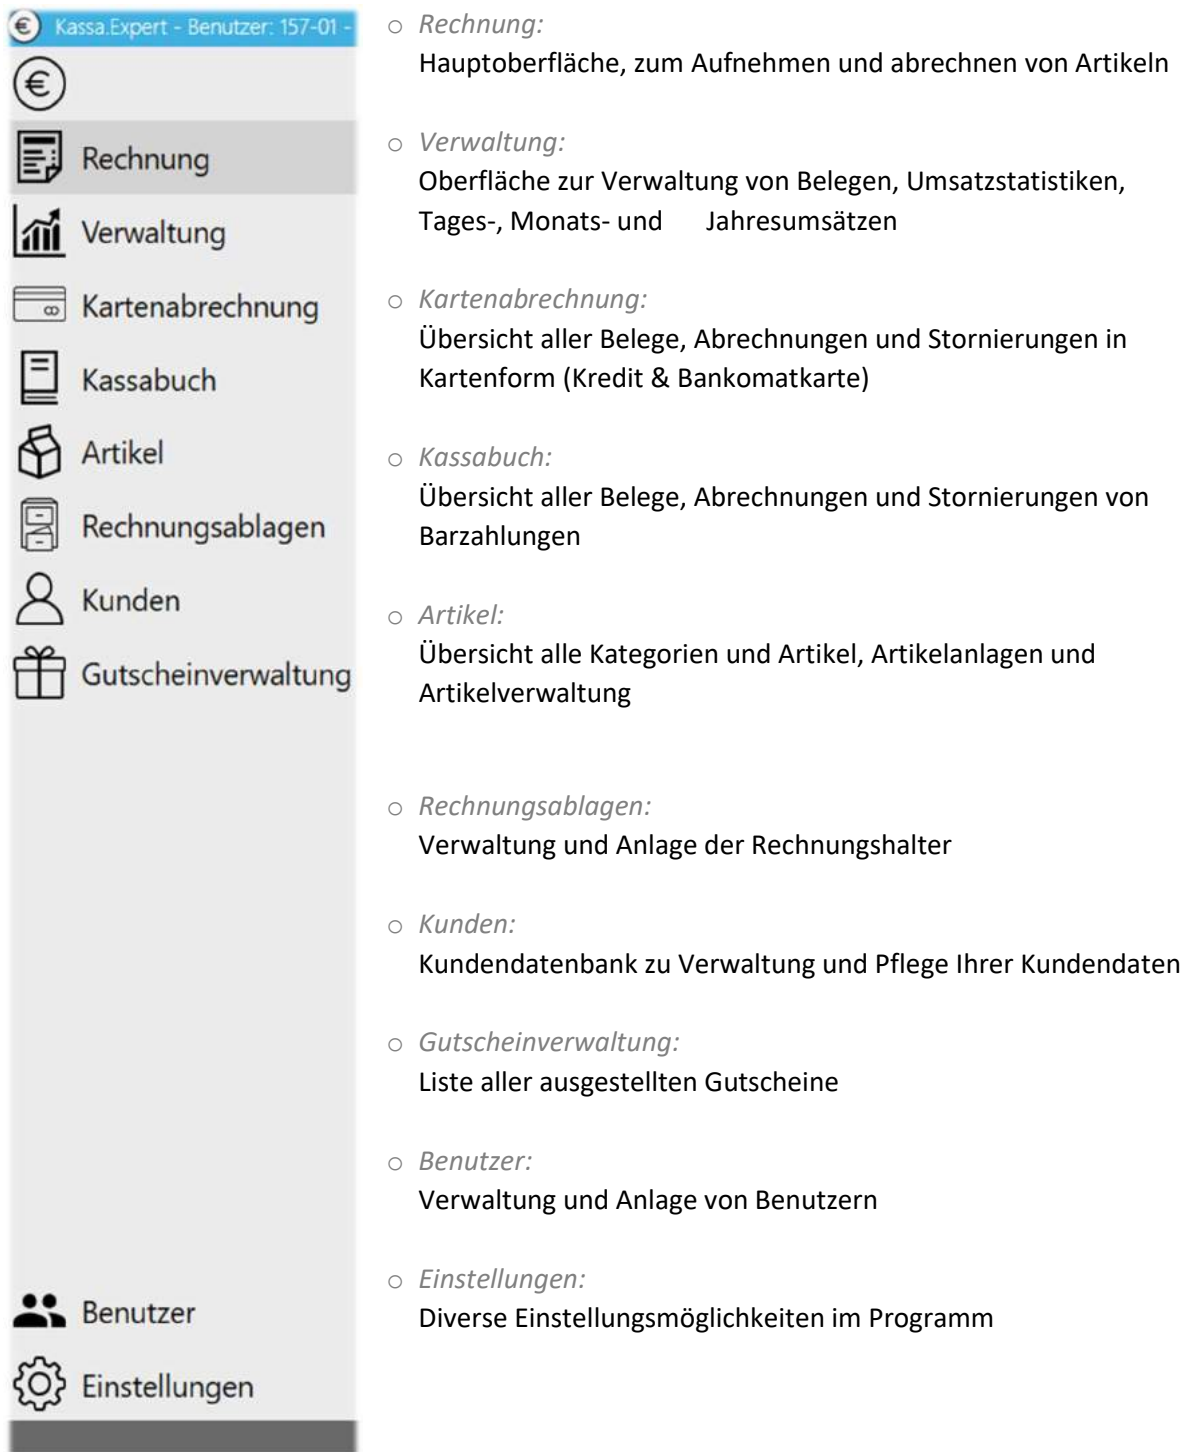 Kassa.Expert - Benutzer: 157-01 -
Rechnung
Verwaltung
Kartenabrechnung
Kassabuch
Artikel
Rechnungsablagen
Kunden
Gutscheinverwaltung
Benutzer
Einstellungen
o Rechnung:
Hauptoberfläche, zum Aufnehmen und abrechnen von Artikeln
o Verwaltung:
Oberfläche zur Verwaltung von Belegen, Umsatzstatistiken,
Tages-, Monats- und Jahresumsätzen
o Kartenabrechnung:
Übersicht aller Belege, Abrechnungen und Stornierungen in
Kartenform (Kredit & Bankomatkarte)
o Kassabuch:
Übersicht aller Belege, Abrechnungen und Stornierungen von
Barzahlungen
o Artikel:
Übersicht alle Kategorien und Artikel, Artikelanlagen und
Artikelverwaltung
o Rechnungsablagen:
Verwaltung und Anlage der Rechnungshalter
o Kunden:
Kundendatenbank zu Verwaltung und Pflege Ihrer Kundendaten
o Gutscheinverwaltung:
Liste aller ausgestellten Gutscheine
o Benutzer:
Verwaltung und Anlage von Benutzern
o Einstellungen:
Diverse Einstellungsmöglichkeiten im Programm